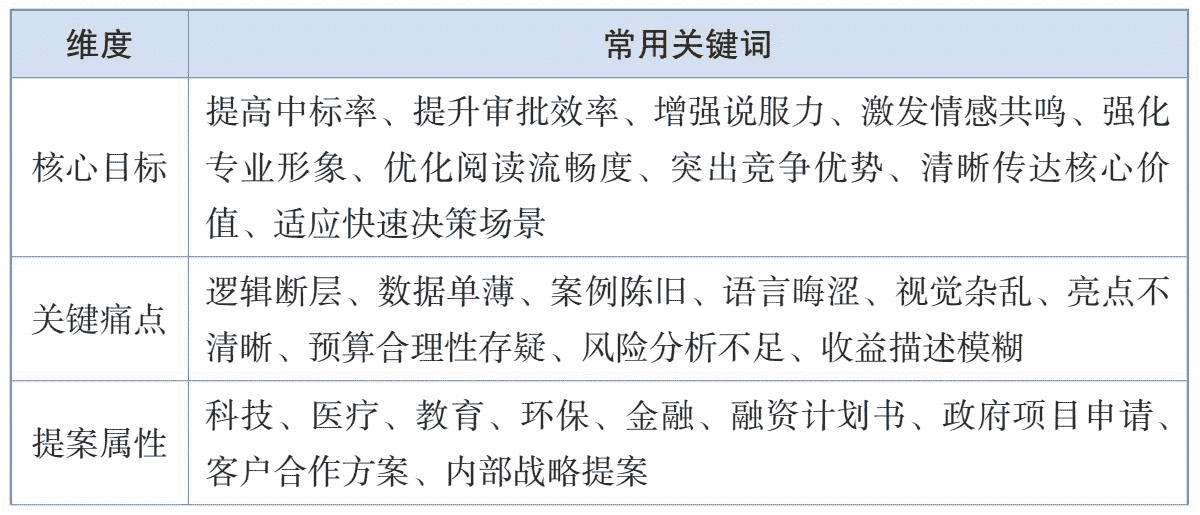 维度 常用关键词
提高中标率、提升审批效率、增强说服力、激发情感共鸣、强化
核心目标 专业形象、优化阅读流畅度、突出竞争优势、清晰传达核心价
值、适应快速决策场景
逻辑断层、数据单薄、案例陈旧、语言晦涩、视觉杂乱、亮点不
关键痛点
清晰、预算合理性存疑、风险分析不足、收益描述模糊
科技、医疗、教育、环保、金融、融资计划书、政府项目申请、
提案属性
客户合作方案、内部战略提案